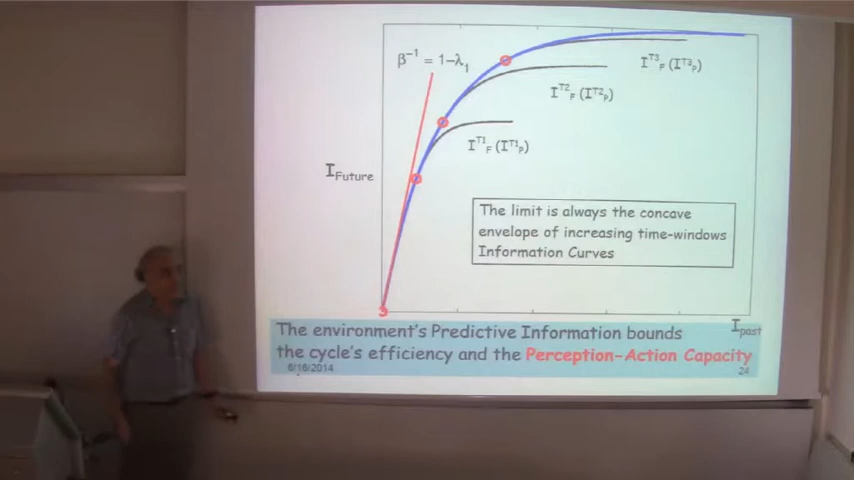 β⁻¹ = 1-λ₁
I^T3_F (I^T3_P)
I^T2_F (I^T2_P)
I^T1_F (I^T1_P)
I_Future
The limit is always the concave
envelope of increasing time-windows
Information Curves
I_past
The environment's Predictive Information bounds
the cycle's efficiency and the Perception-Action Capacity
6/16/2014
24